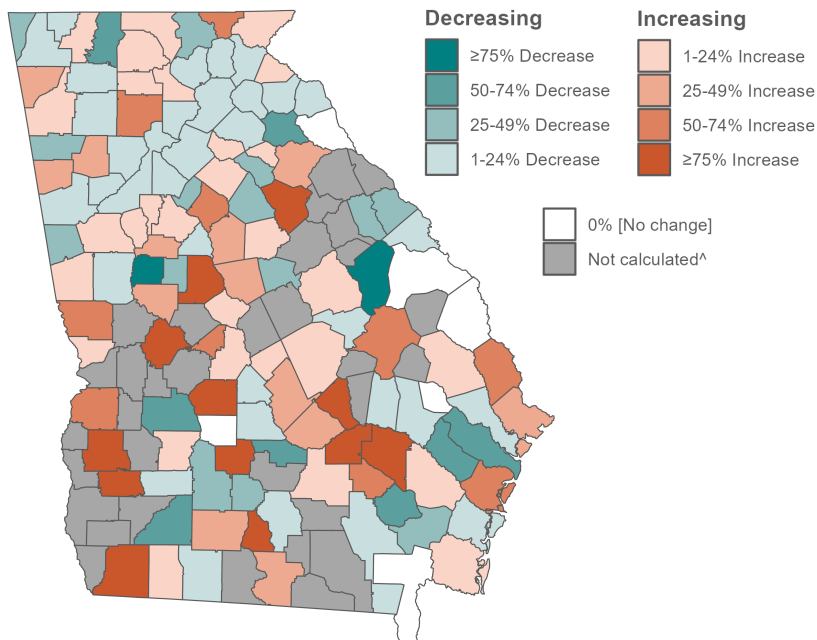 Decreasing
≥75% Decrease
50-74% Decrease
25-49% Decrease
1-24% Decrease
Increasing
1-24% Increase
25-49% Increase
50-74% Increase
≥75% Increase
0% [No change]
Not calculated^